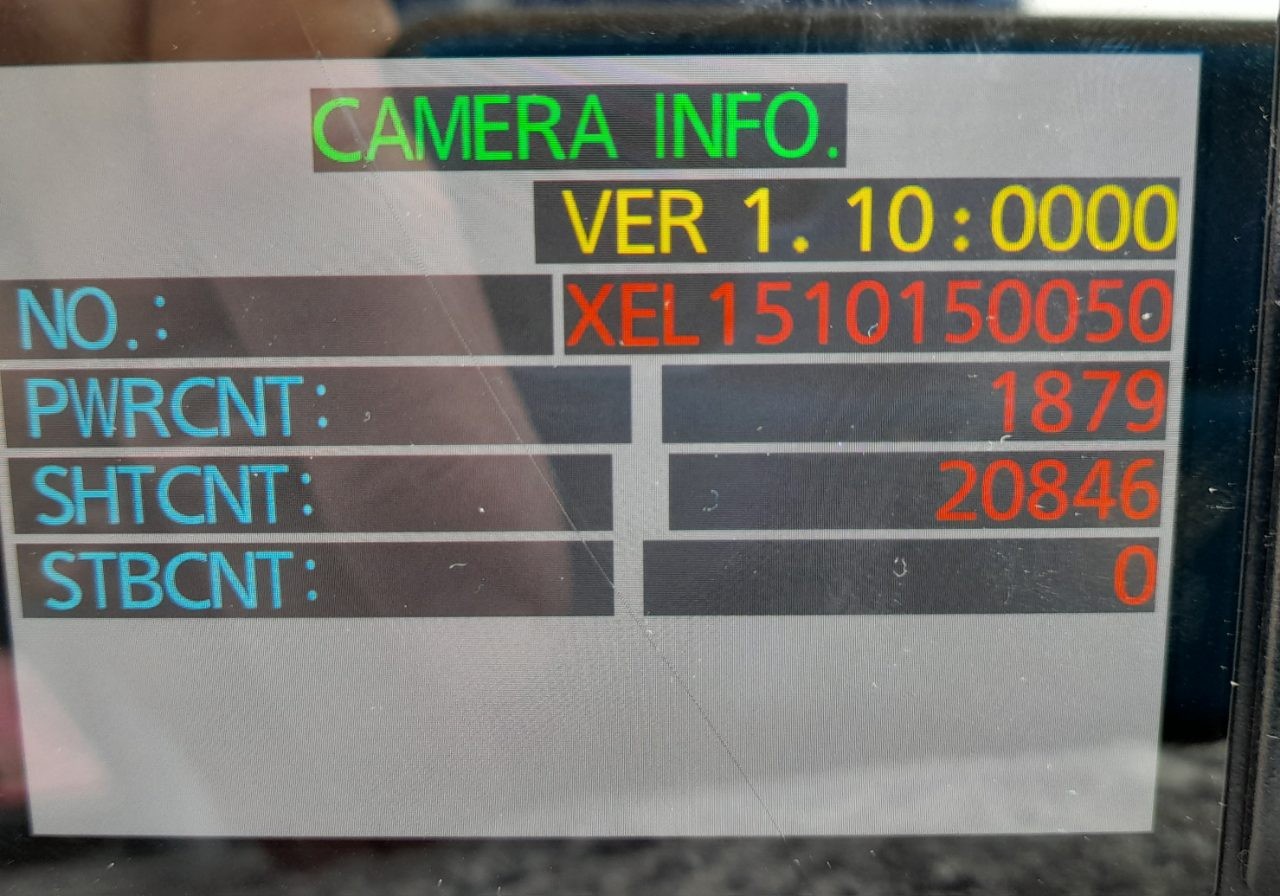 CAMERA INFO.
VER 1.10:0000
NO.: XEL1510150050
PWRCNT: 1879
SHTCNT: 20846
STBCNT: 0